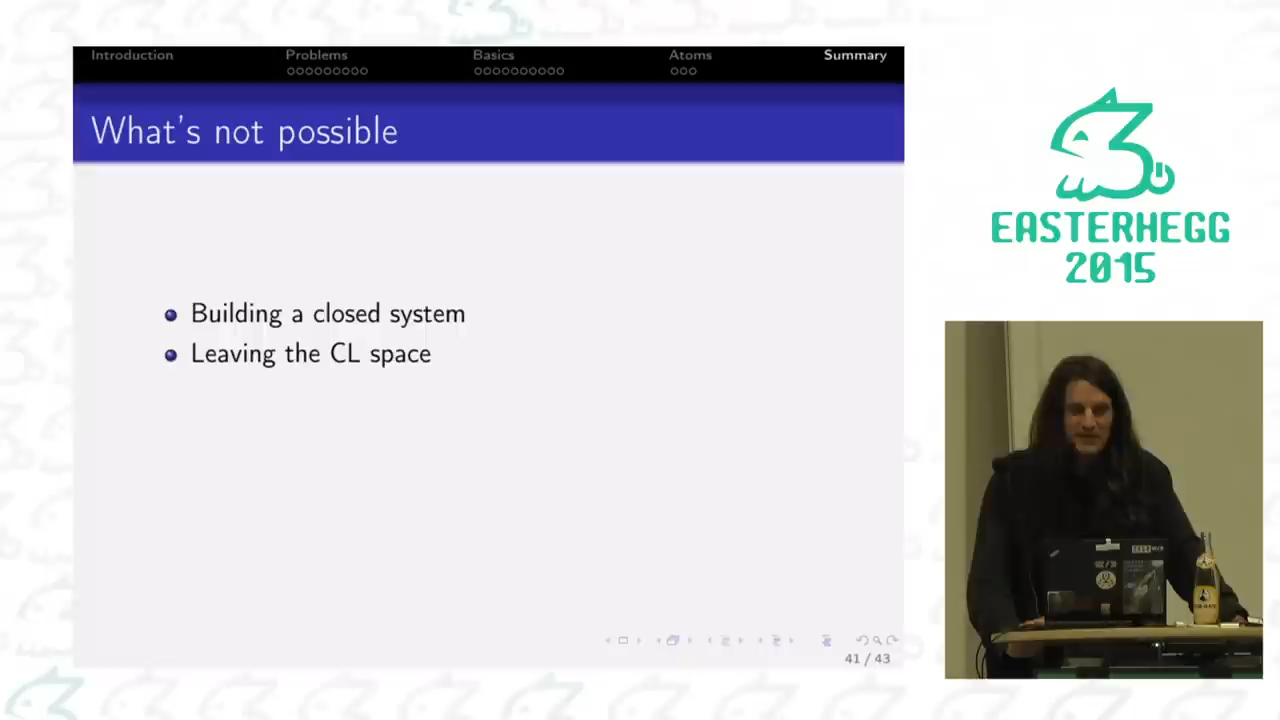 Introduction Problems Basics Atoms Summary
What's not possible
Building a closed system
Leaving the CL space
41 / 43
EASTERHEGG
2015